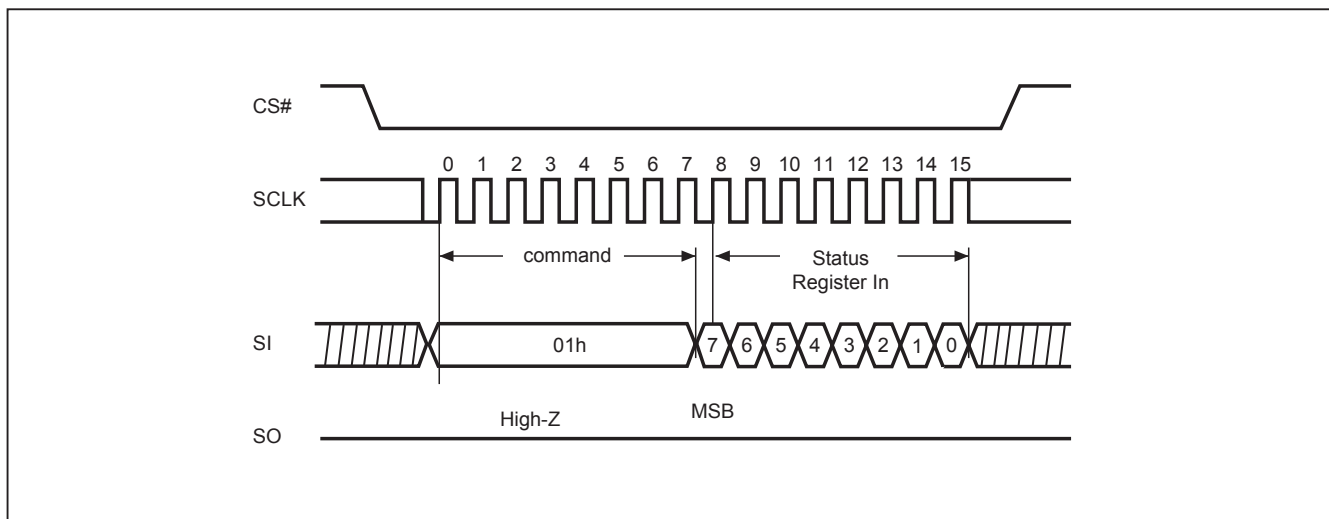 CS#
0 1 2 3 4 5 6 7 8 9 10 11 12 13 14 15
SCLK
command
Status
Register In
SI
01h
7 6 5 4 3 2 1 0
High-Z
MSB
SO